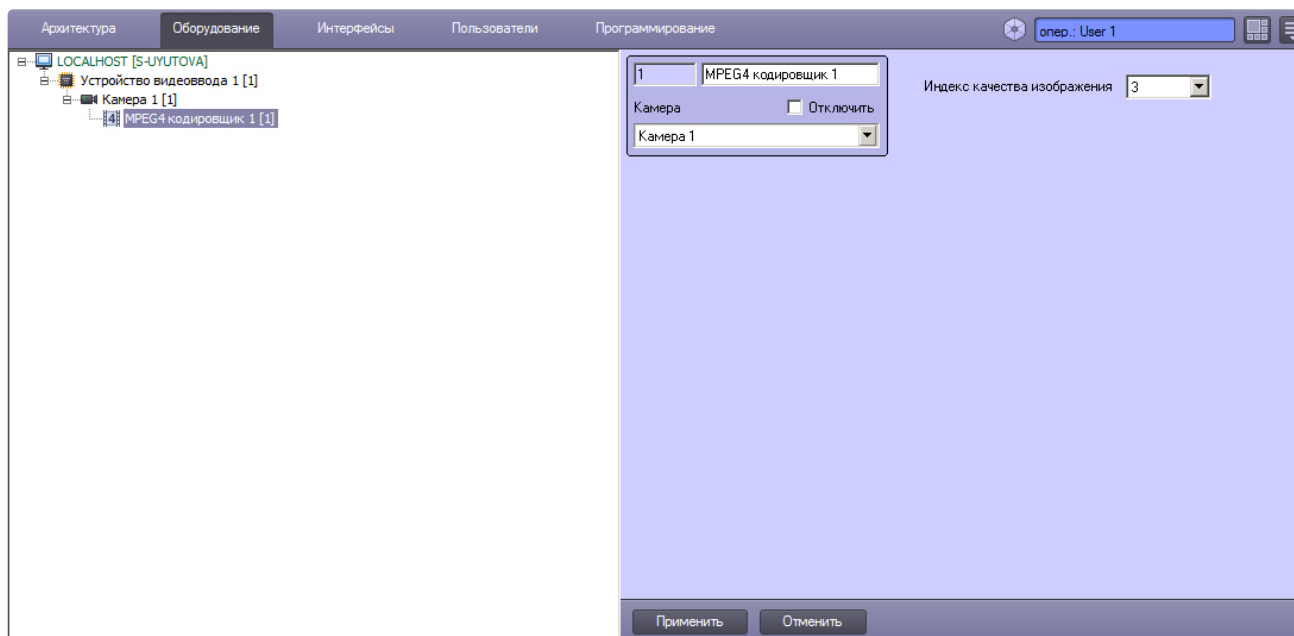 Архитектура Оборудование Интерфейсы Пользователи Программирование опер.: User 1
LOCALHOST [S-UYUTOVA]
Устройство видеоввода 1 [1]
Камера 1 [1]
4 MPEG4 кодировщик 1 [1]
1 MPEG4 кодировщик 1
Камера Отключить
Камера 1
Индекс качества изображения 3
Применить Отменить